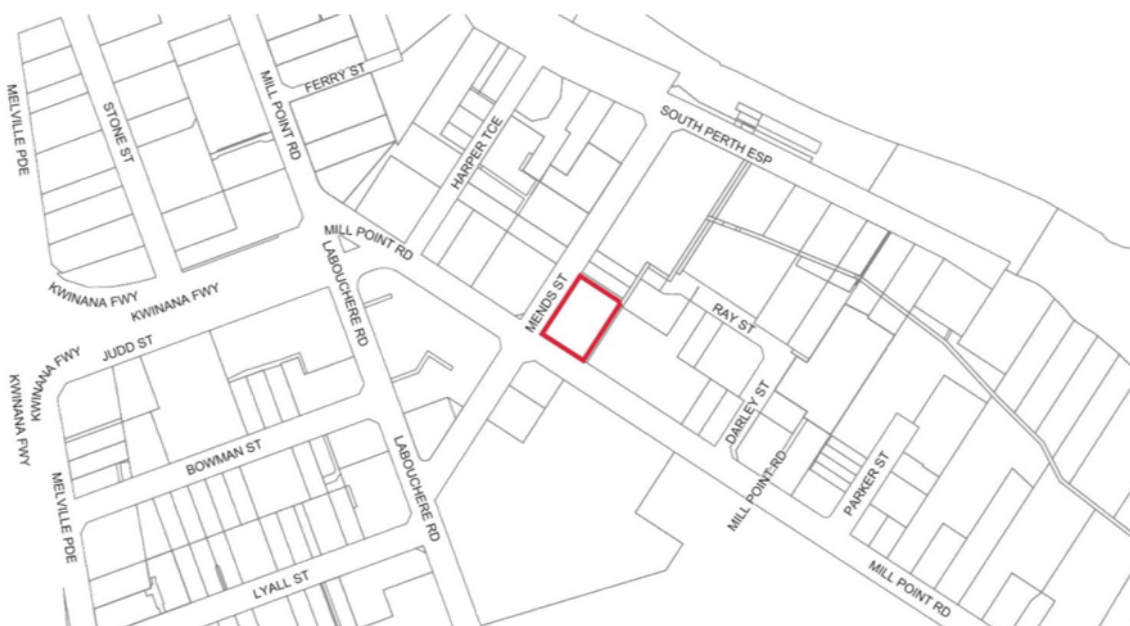 FERRY ST
MELVILLE PDE
STONE ST
MILL POINT RD
SOUTH PERTH ESP
HARPER TCE
MILL POINT RD
LABOUCHERE RD
KWINANA FWY
KWINANA FWY
MENDS ST
RAY ST
JUDD ST
KWINANA FWY
KWINANA FWY
DARLEY ST
BOWMAN ST
LABOUCHERE RD
MELVILLE PDE
MILL POINT RD
PARKER ST
LYALL ST
MILL POINT RD